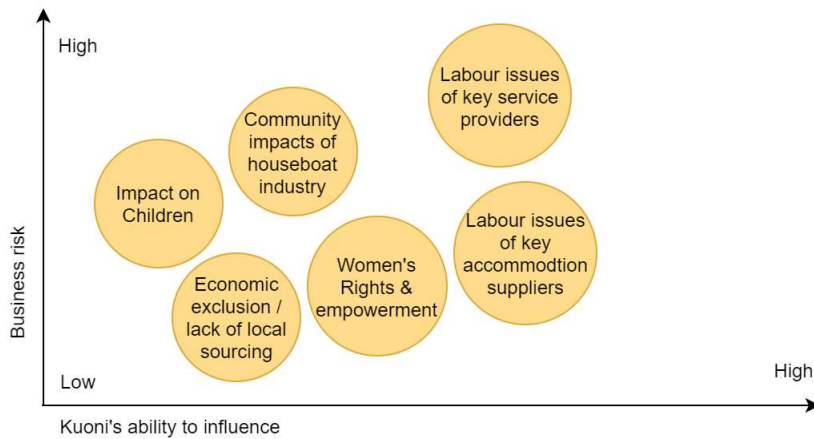 High
Labour issues
of key service
providers
Community
impacts of
houseboat
industry
Impact on
Children
Labour issues
of key
accommodtion
suppliers
Women's
Rights &
empowerment
Economic
exclusion /
lack of local
sourcing
Business risk
Low
High
Kuoni's ability to influence